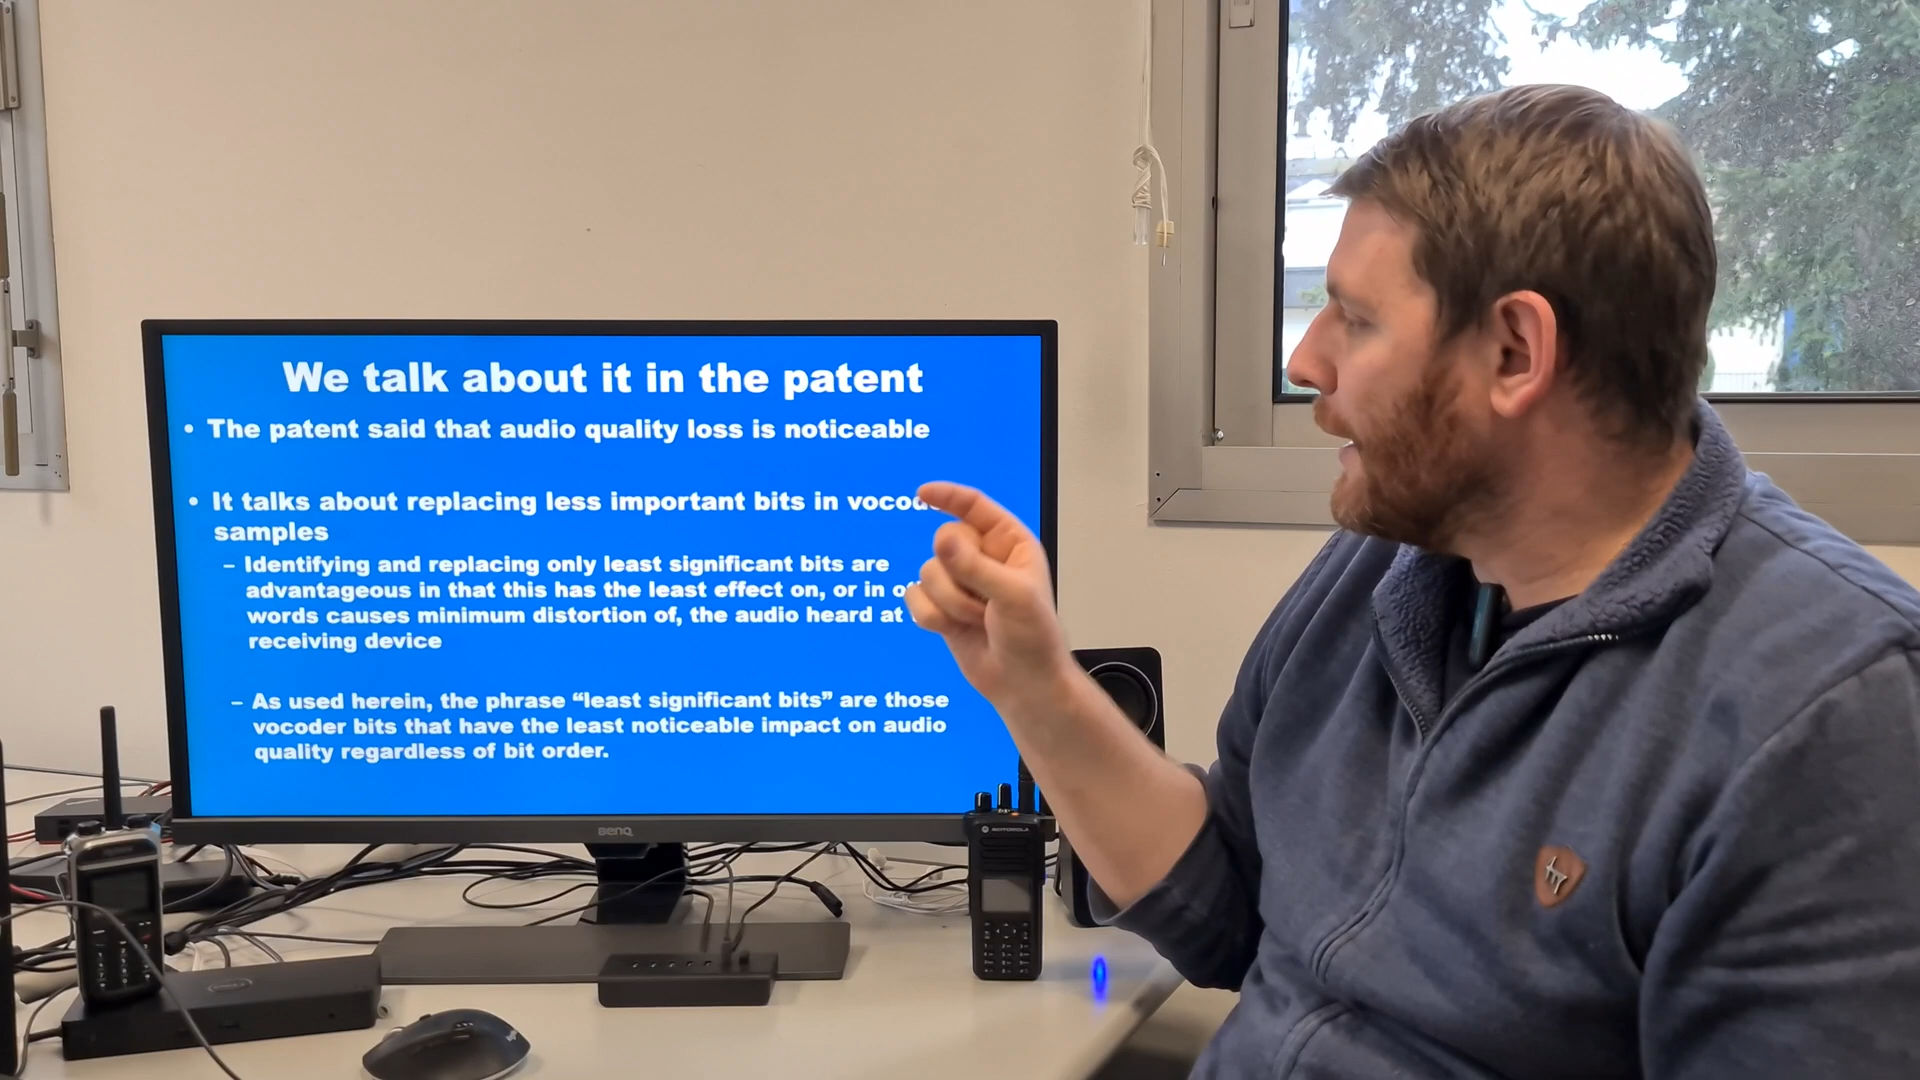 We talk about it in the patent
• The patent said that audio quality loss is noticeable
• It talks about replacing less important bits in
samples
– Identifying and replacing only least significant bits are
advantageous in that this has the least effect on, or in
words causes minimum distortion of, the audio heard at
receiving device
– As used herein, the phrase “least significant bits” are those
vocoder bits that have the least noticeable impact on audio
quality regardless of bit order.
BenQ
MOTOROLA